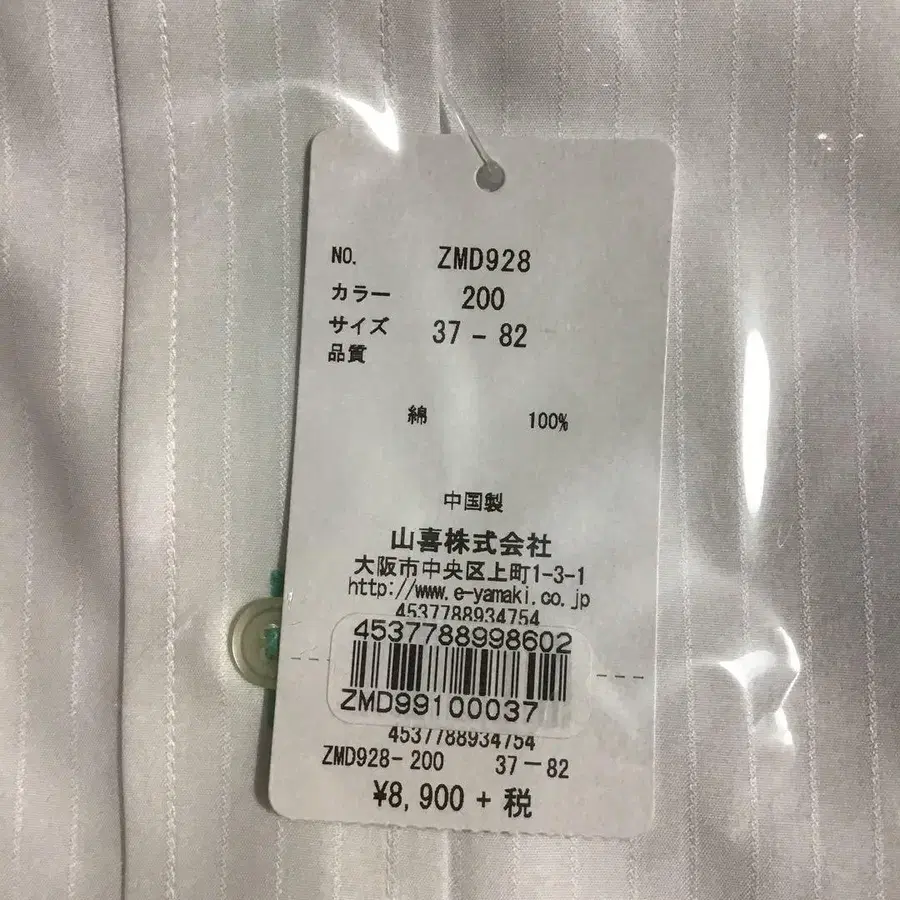 NO. ZMD928
カラー 200
サイズ 37-82
品質
綿 100%
中国製
山喜株式会社
大阪市中央区上町1-3-1
http://www.e-yamaki.co.jp
4537788934754
4537788998602
ZMD99100037
4537788934754
ZMD928-200 37-82
¥8,900+税